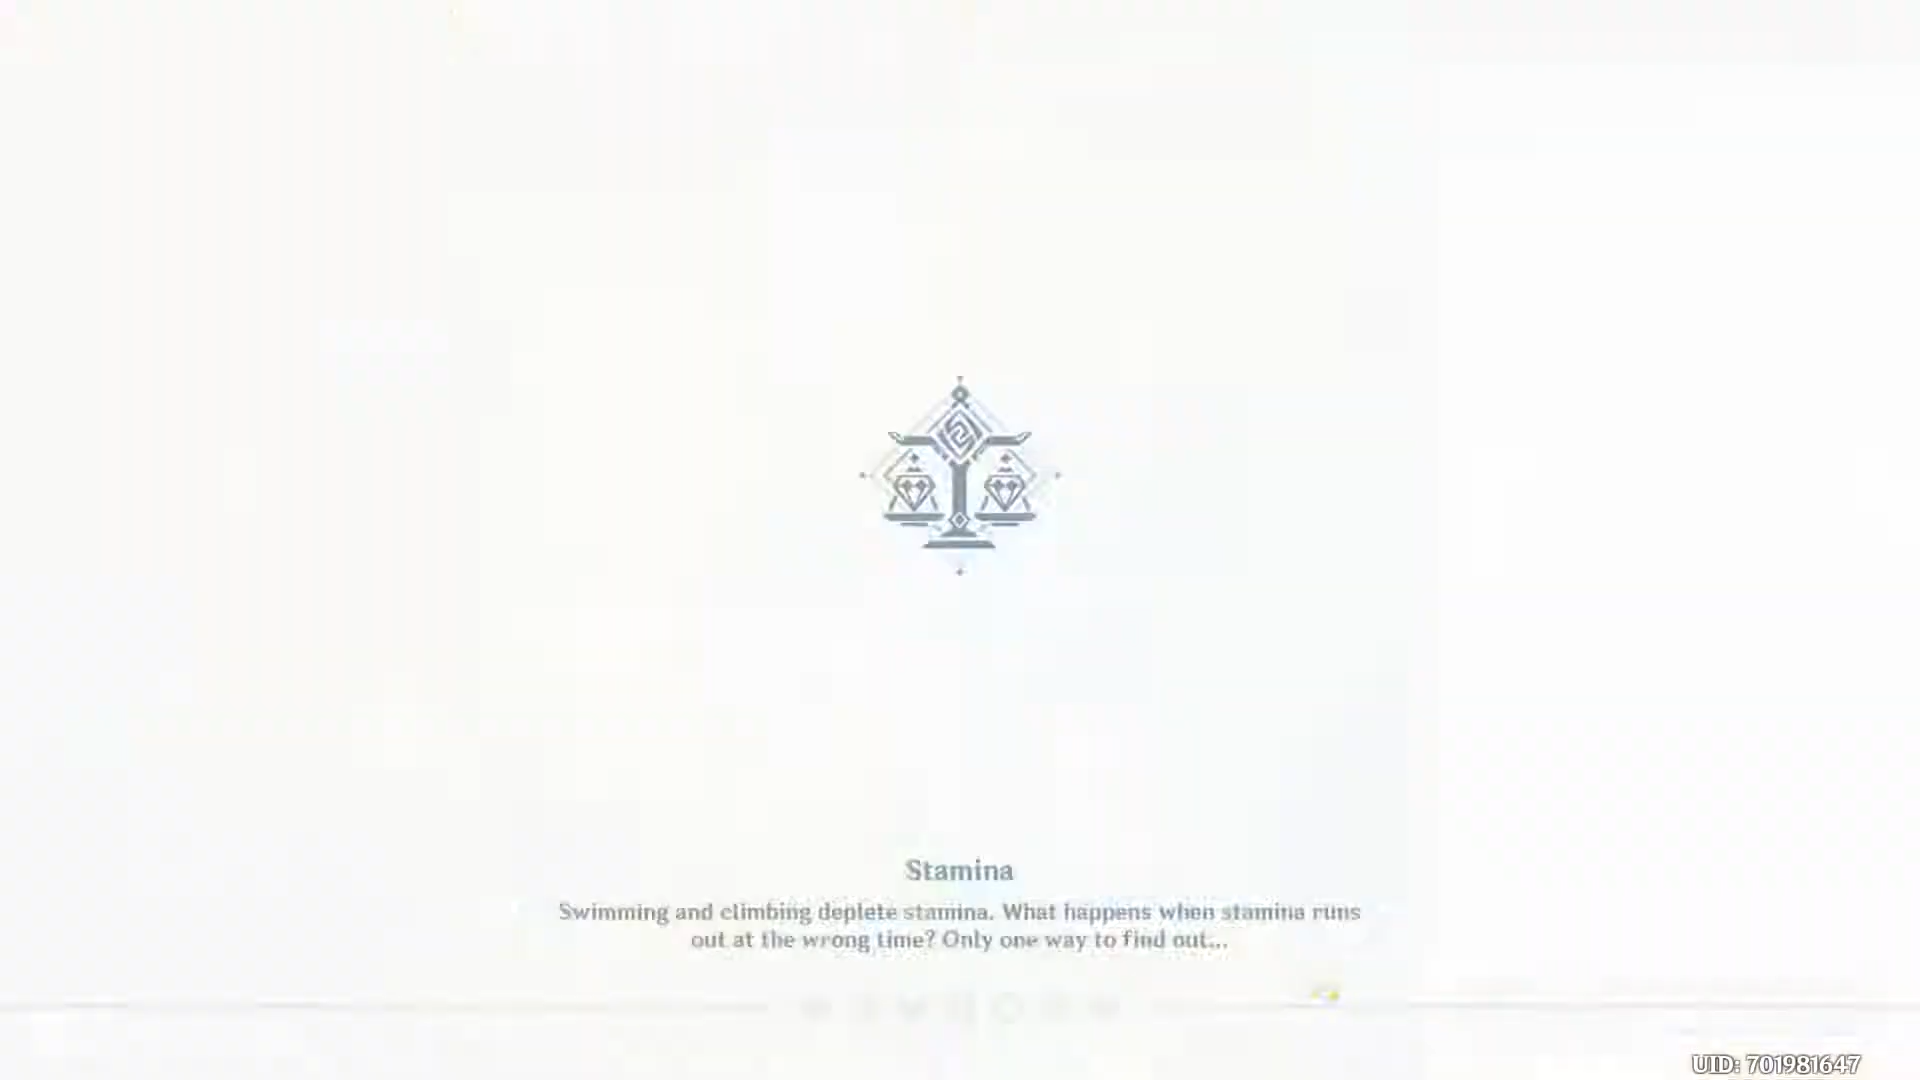 Stamina
Swimming and climbing deplete stamina. What happens when stamina runs
out at the wrong time? Only one way to find out...
UID: 701981647